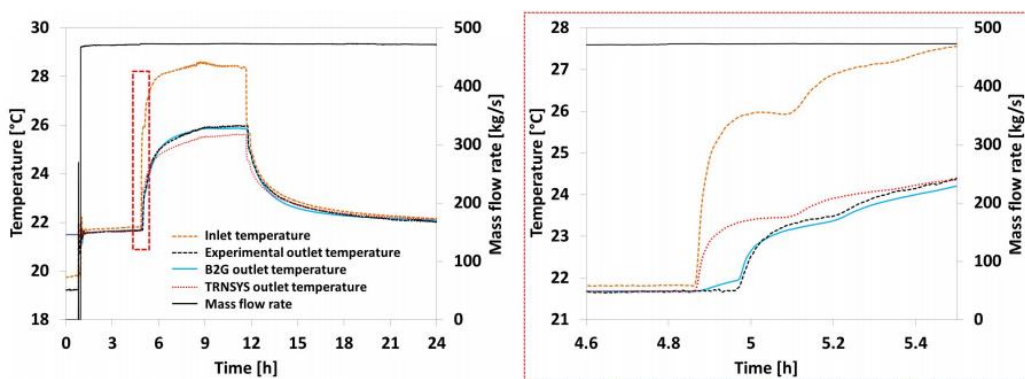 30
28
26
24
22
20
18
Temperature [°C]
500
400
300
200
100
0
Mass flow rate [kg/s]
Inlet temperature
Experimental outlet temperature
B2G outlet temperature
TRNSYS outlet temperature
Mass flow rate
0 3 6 9 12 15 18 21 24
Time [h]
28
27
26
25
24
23
22
21
Temperature [°C]
500
400
300
200
100
0
Mass flow rate [kg/s]
4.6 4.8 5 5.2 5.4
Time [h]